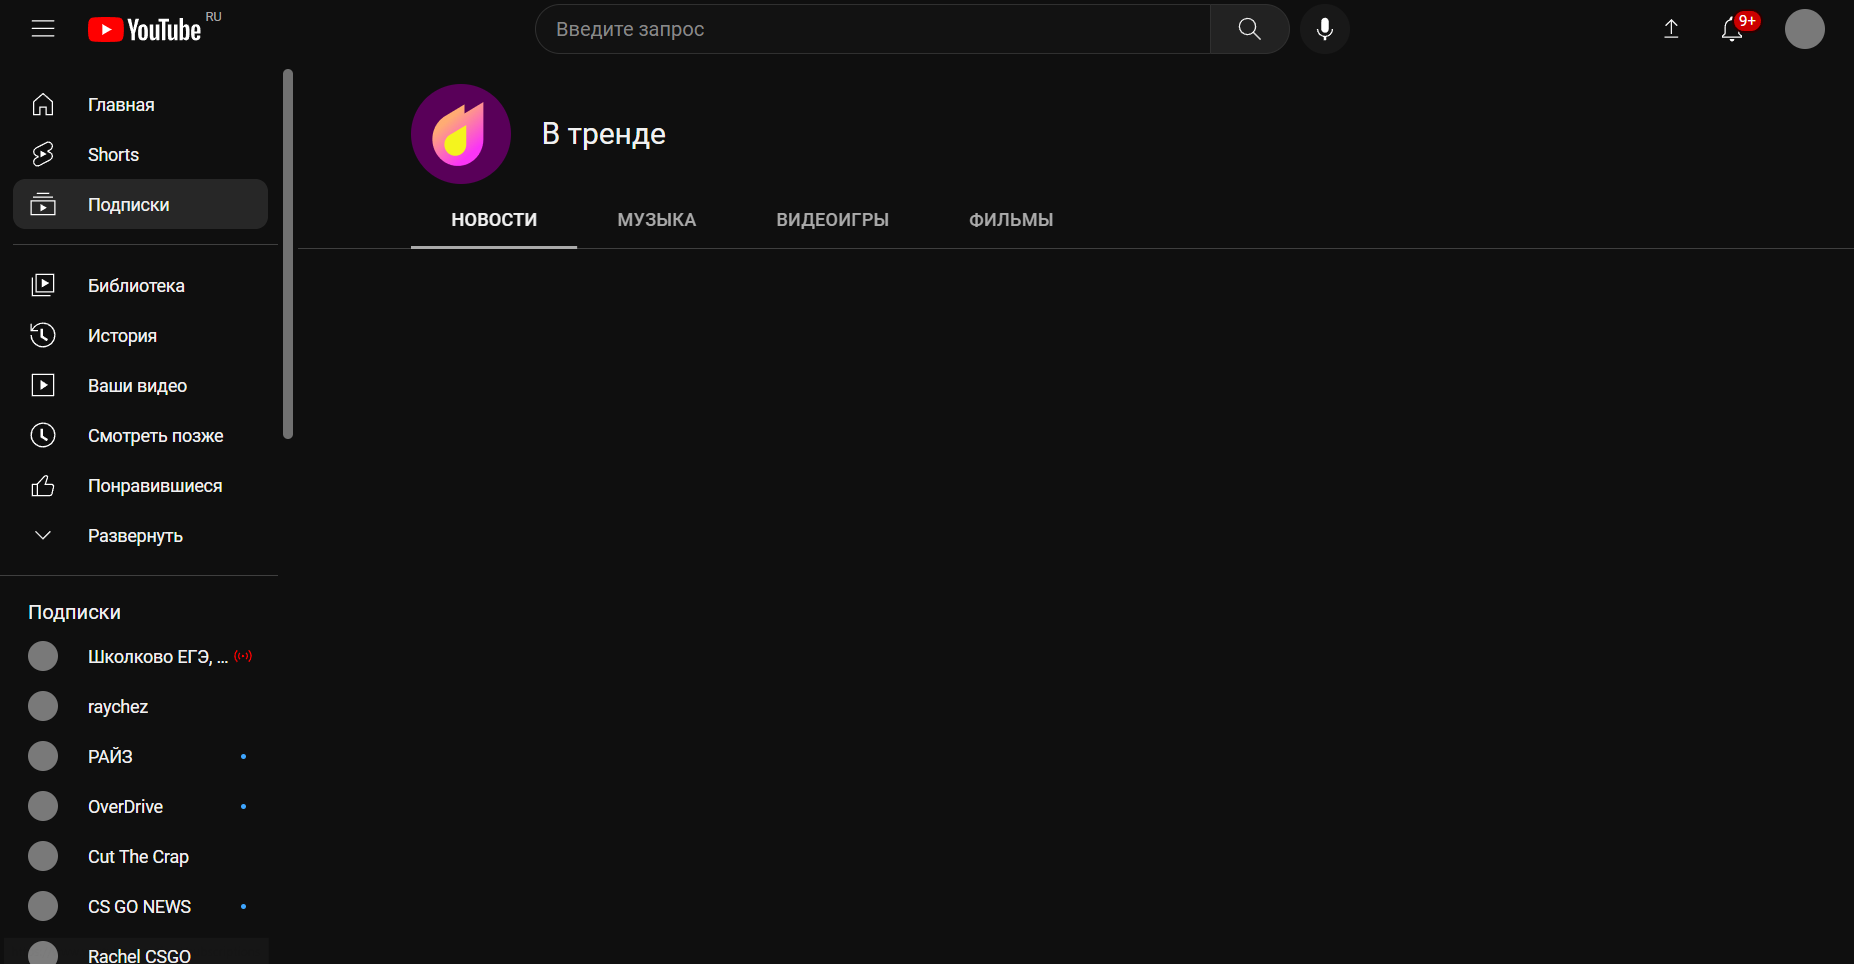 YouTube RU
Введите запрос
9+
Главная
Shorts
Подписки
Библиотека
История
Ваши видео
Смотреть позже
Понравившиеся
Развернуть
Подписки
Школково ЕГЭ, ...
raychez
РАЙЗ
OverDrive
Cut The Crap
CS GO NEWS
Rachel CSGO
В тренде
НОВОСТИ МУЗЫКА ВИДЕОИГРЫ ФИЛЬМЫ